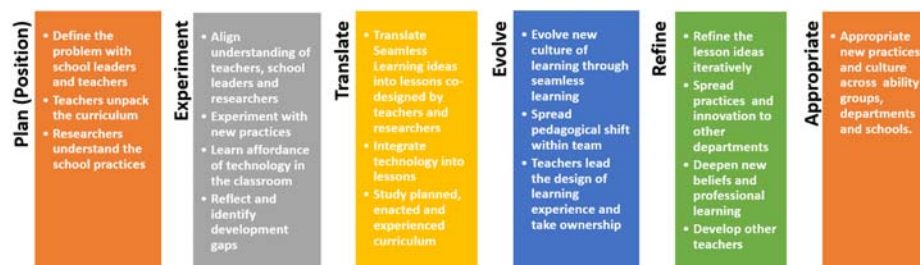 Plan (Position)
• Define the
problem with
school leaders
and teachers
• Teachers unpack
the curriculum
• Researchers
understand the
school practices
Experiment
• Align
understanding of
teachers, school
leaders and
researchers
• Experiment with
new practices
• Learn affordance
of technology in
the classroom
• Reflect and
identify
development
gaps
Translate
• Translate
Seamless
Learning ideas
into lessons co-
designed by
teachers and
researchers
• Integrate
technology into
lessons
• Study planned,
enacted and
experienced
curriculum
Evolve
• Evolve new
culture of
learning through
seamless
learning
• Spread
pedagogical shift
within team
• Teachers lead
the design of
learning
experience and
take ownership
Refine
• Refine the
lesson ideas
iteratively
• Spread
practices and
innovation to
other
departments
• Deepen new
beliefs and
professional
learning
• Develop other
teachers
Appropriate
• Appropriate
new practices
and culture
across ability
groups,
departments
and schools.